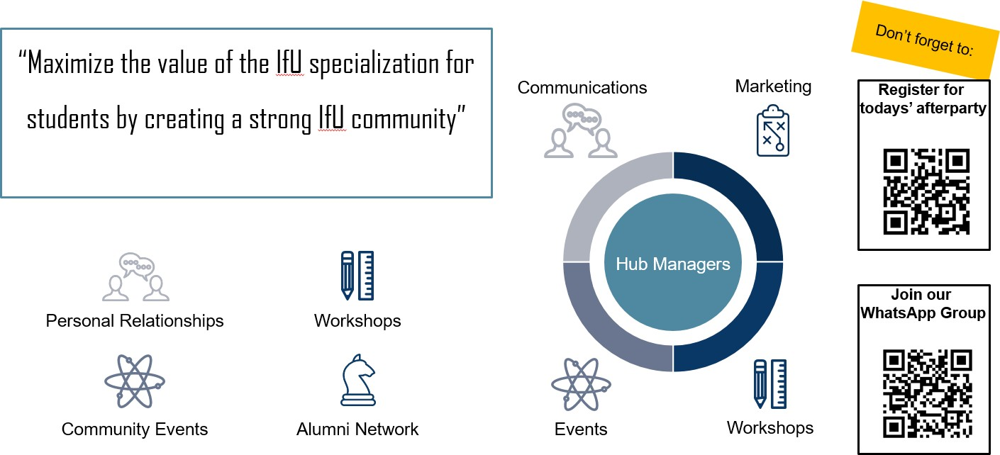 “Maximize the value of the IfU specialization for
students by creating a strong IfU community”
Personal Relationships
Workshops
Community Events
Alumni Network
Communications
Marketing
Hub Managers
Events
Workshops
Don’t forget to:
Register for
todays’ afterparty
Join our
WhatsApp Group